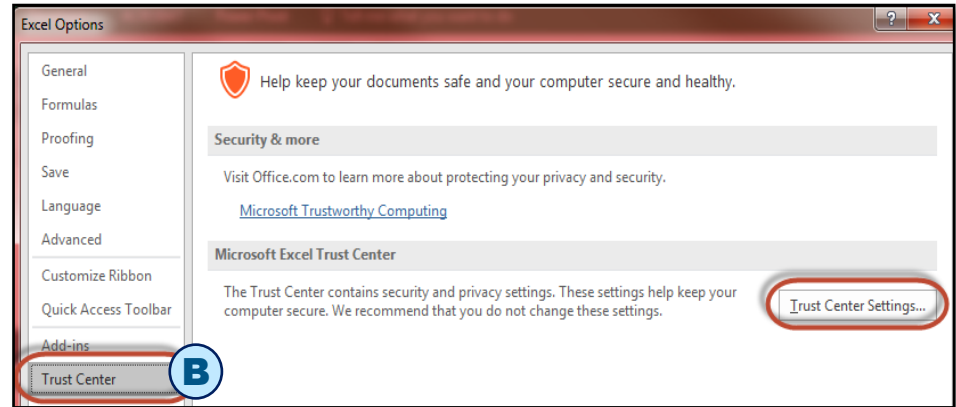 Excel Options
?
X
General
Formulas
Proofing
Save
Language
Advanced
Customize Ribbon
Quick Access Toolbar
Add-ins
Trust Center
B
Help keep your documents safe and your computer secure and healthy.
Security & more
Visit Office.com to learn more about protecting your privacy and security.
Microsoft Trustworthy Computing
Microsoft Excel Trust Center
The Trust Center contains security and privacy settings. These settings help keep your
computer secure. We recommend that you do not change these settings.
Trust Center Settings...